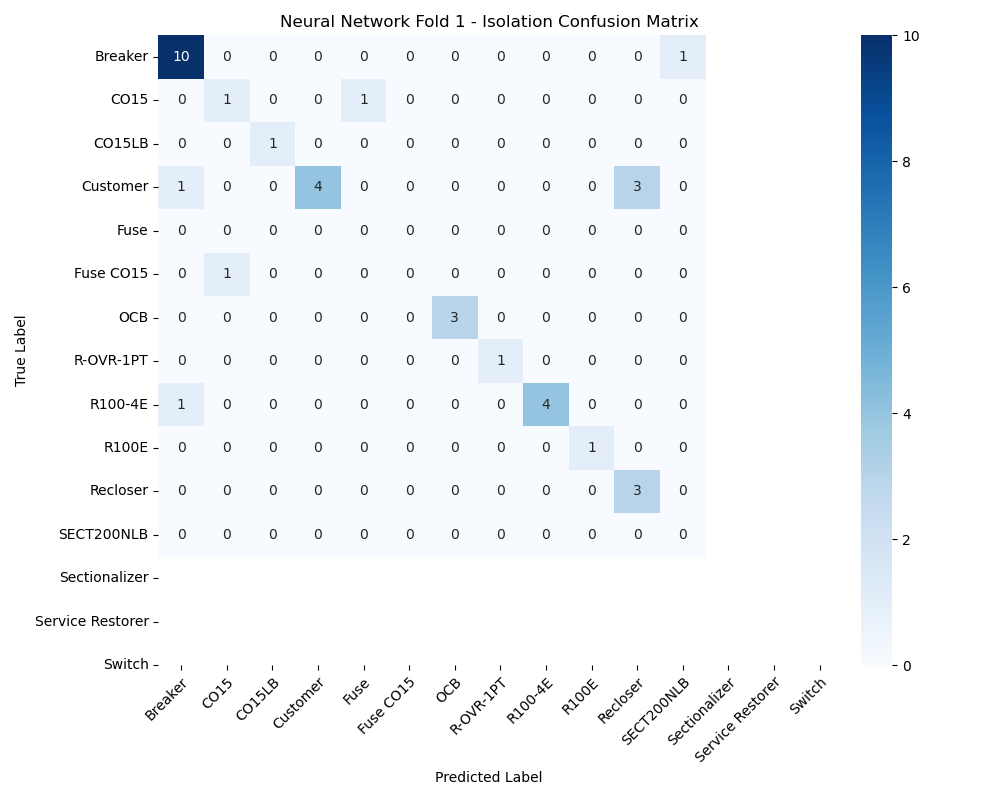 Neural Network Fold 1 - Isolation Confusion Matrix
True Label
Breaker 10 0 0 0 0 0 0 0 0 0 0 1
CO15 0 1 0 0 1 0 0 0 0 0 0 0
CO15LB 0 0 1 0 0 0 0 0 0 0 0 0
Customer 1 0 0 4 0 0 0 0 0 0 3 0
Fuse 0 0 0 0 0 0 0 0 0 0 0 0
Fuse CO15 0 1 0 0 0 0 0 0 0 0 0 0
OCB 0 0 0 0 0 0 3 0 0 0 0 0
R-OVR-1PT 0 0 0 0 0 0 0 1 0 0 0 0
R100-4E 1 0 0 0 0 0 0 0 4 0 0 0
R100E 0 0 0 0 0 0 0 0 0 1 0 0
Recloser 0 0 0 0 0 0 0 0 0 0 3 0
SECT200NLB 0 0 0 0 0 0 0 0 0 0 0 0
Sectionalizer
Service Restorer
Switch
Breaker CO15 CO15LB Customer Fuse Fuse CO15 OCB R-OVR-1PT R100-4E R100E Recloser SECT200NLB Sectionalizer Service Restorer Switch
Predicted Label
10
8
6
4
2
0